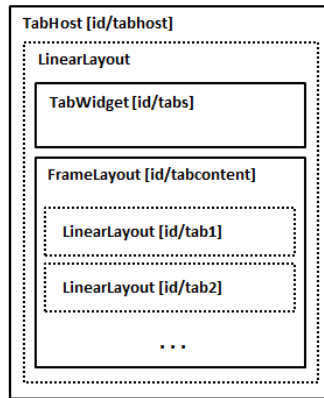 TabHost [id/tabhost]
LinearLayout
TabWidget [id/tabs]
FrameLayout [id/tabcontent]
LinearLayout [id/tab1]
LinearLayout [id/tab2]
...